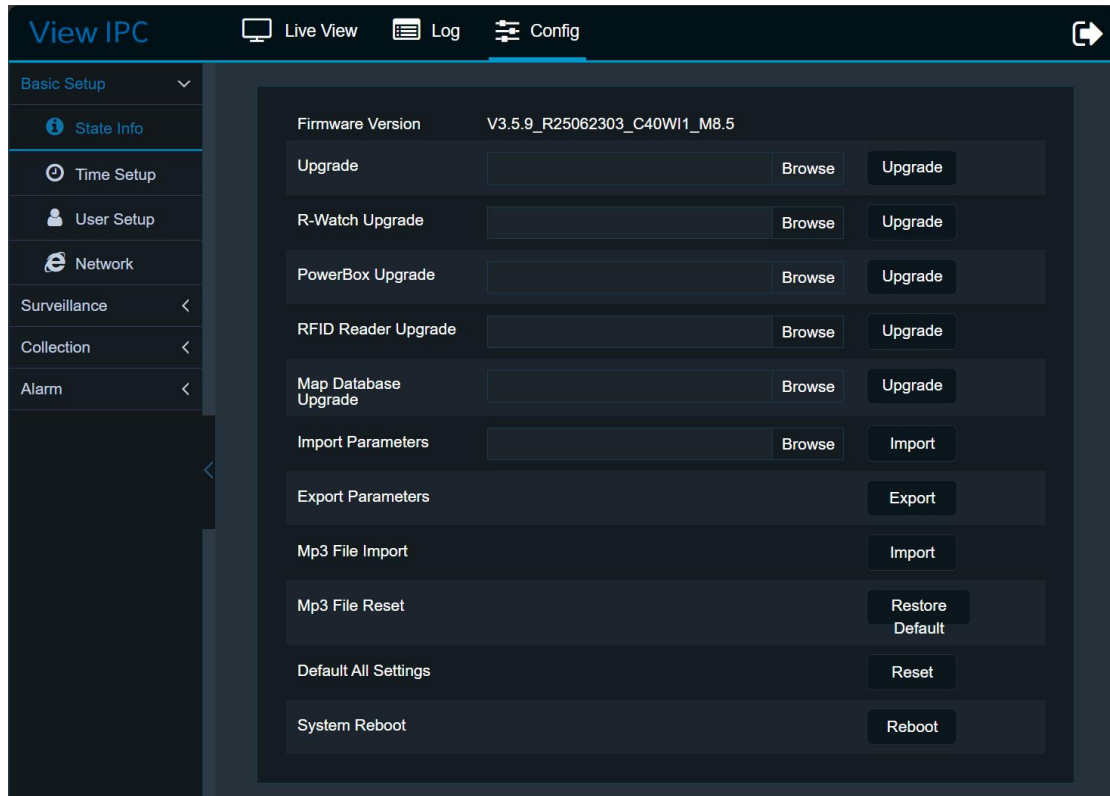 View IPC
Live View
Log
Config
Basic Setup
State Info
Time Setup
User Setup
Network
Surveillance
Collection
Alarm
Firmware Version V3.5.9_R25062303_C40WI1_M8.5
Upgrade Browse Upgrade
R-Watch Upgrade Browse Upgrade
PowerBox Upgrade Browse Upgrade
RFID Reader Upgrade Browse Upgrade
Map Database
Upgrade Browse Upgrade
Import Parameters Browse Import
Export Parameters Export
Mp3 File Import Import
Mp3 File Reset Restore
Default
Default All Settings Reset
System Reboot Reboot